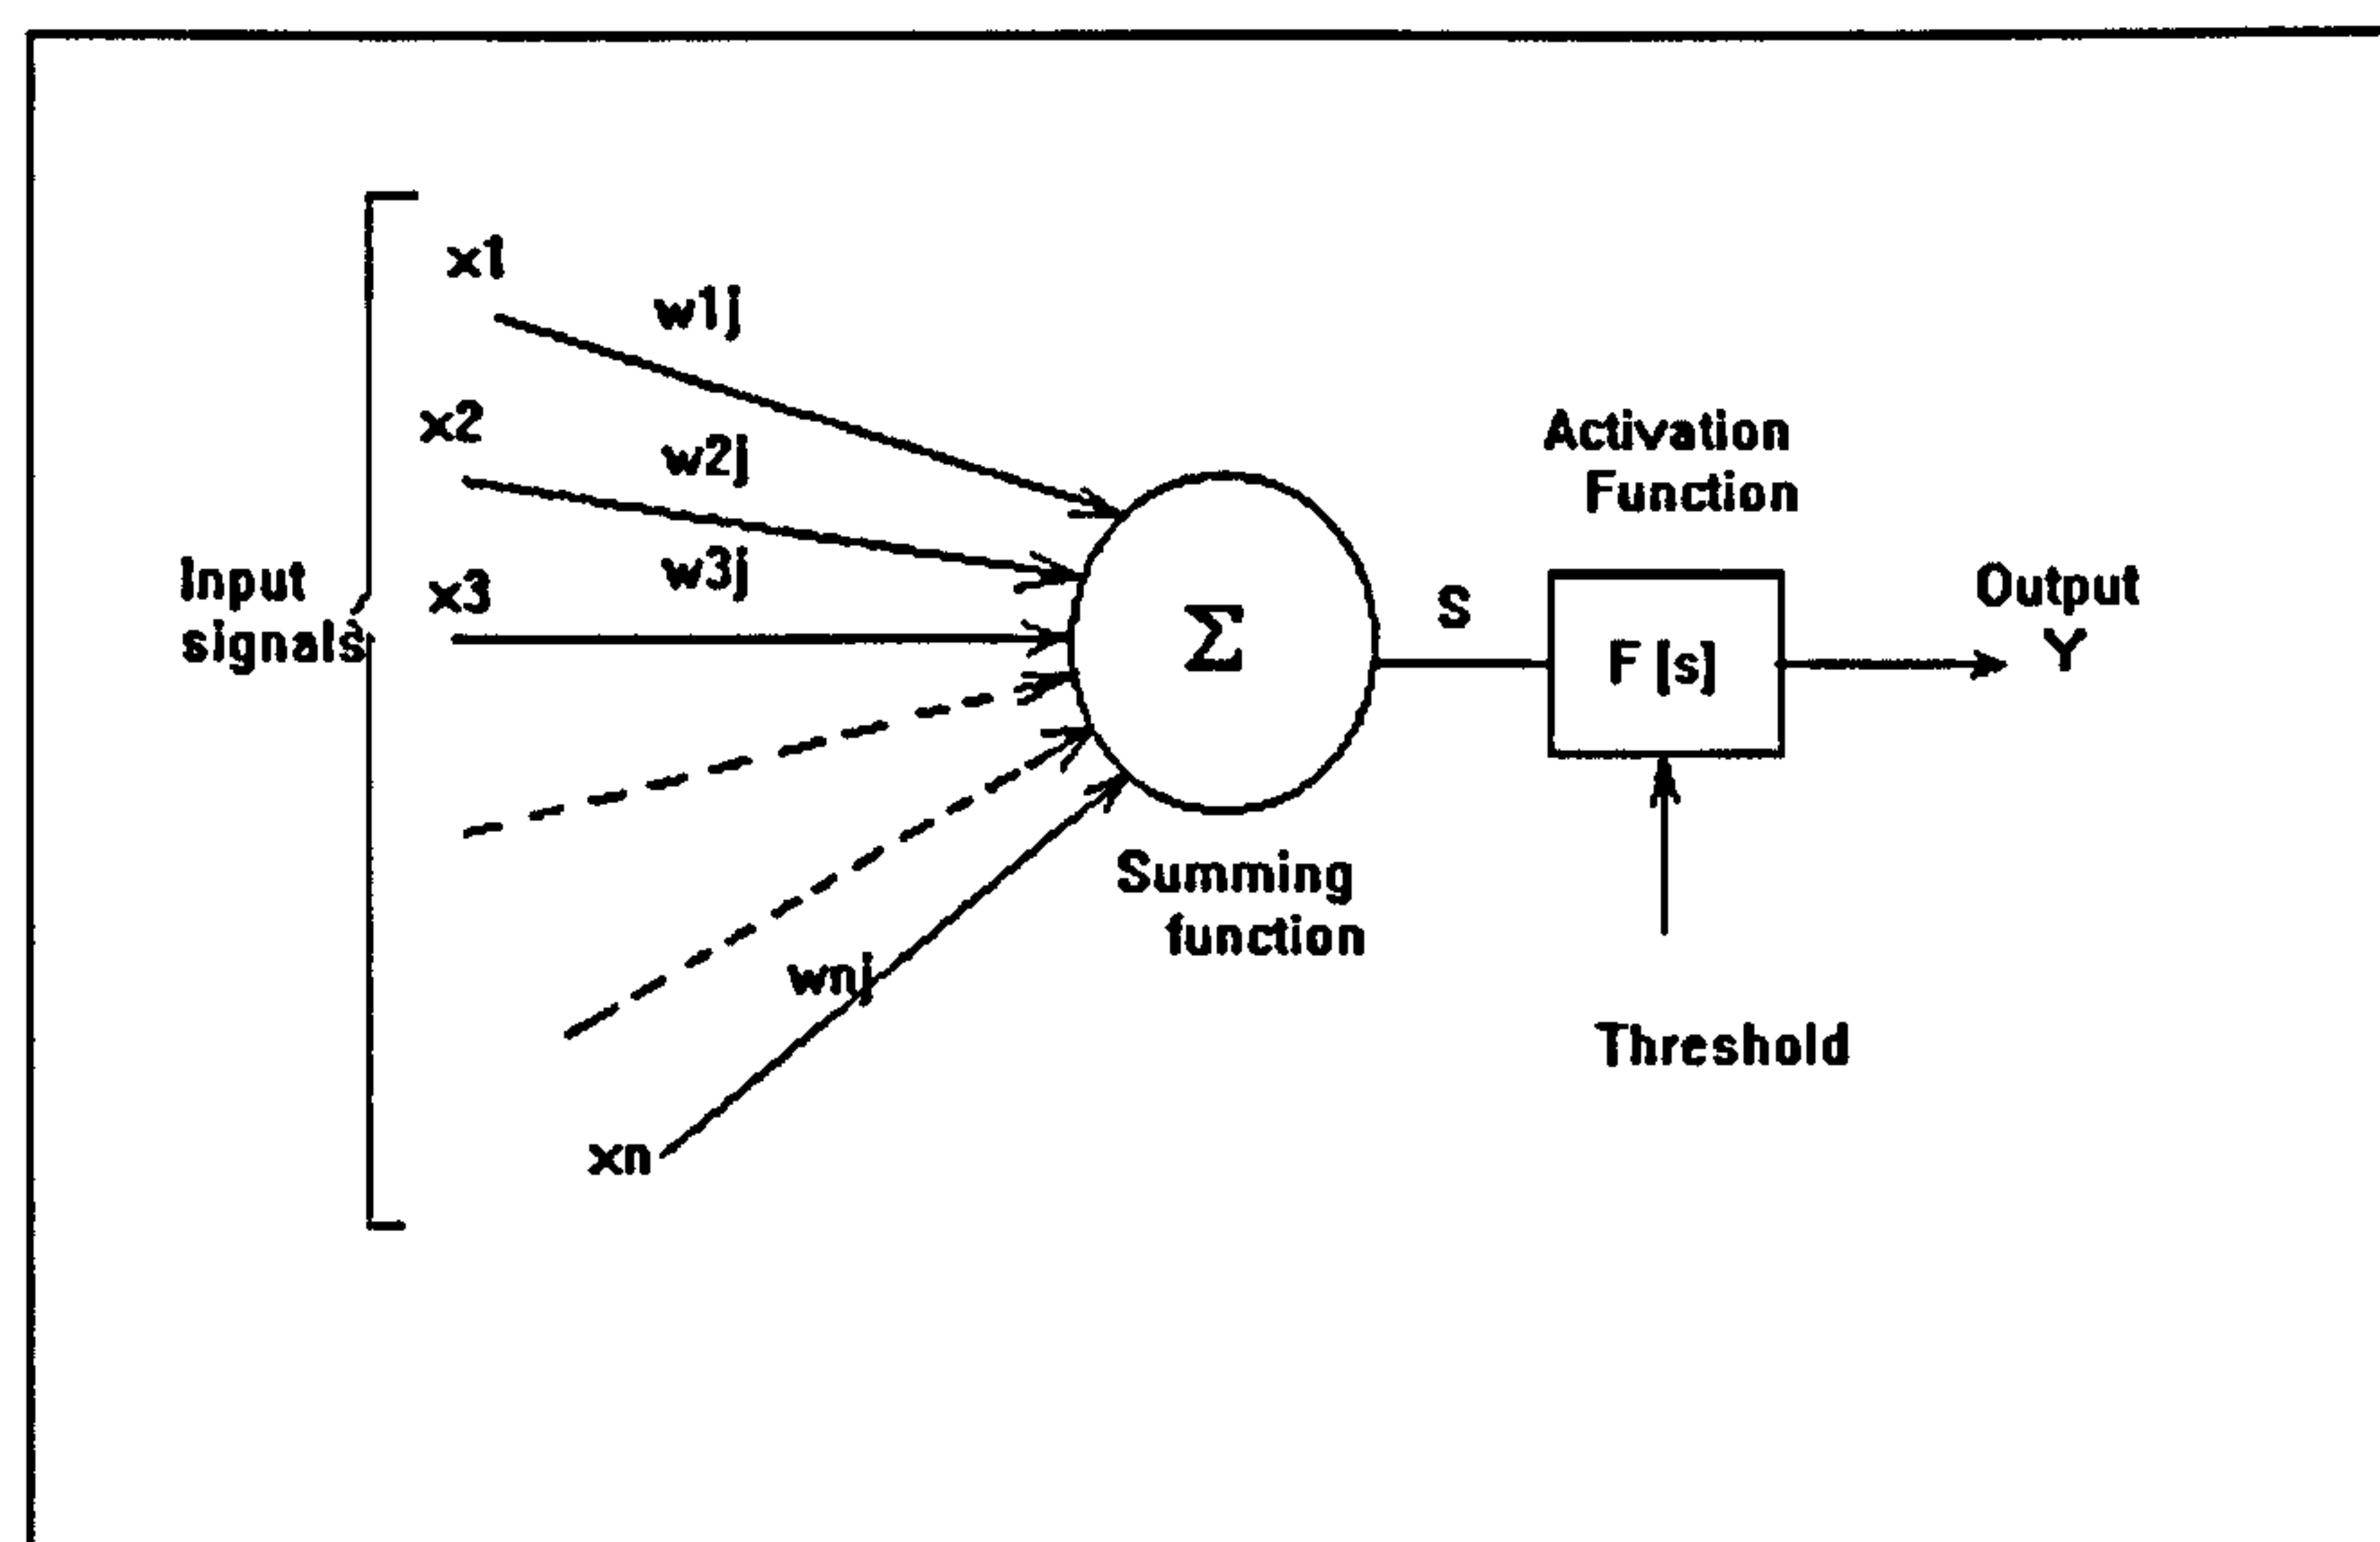 x1
w1j
x2
w2j
Activation
Function
Input
signals
x3
w3j
Σ
S
F [s]
Output
Y
Summing
function
wnj
Threshold
xn